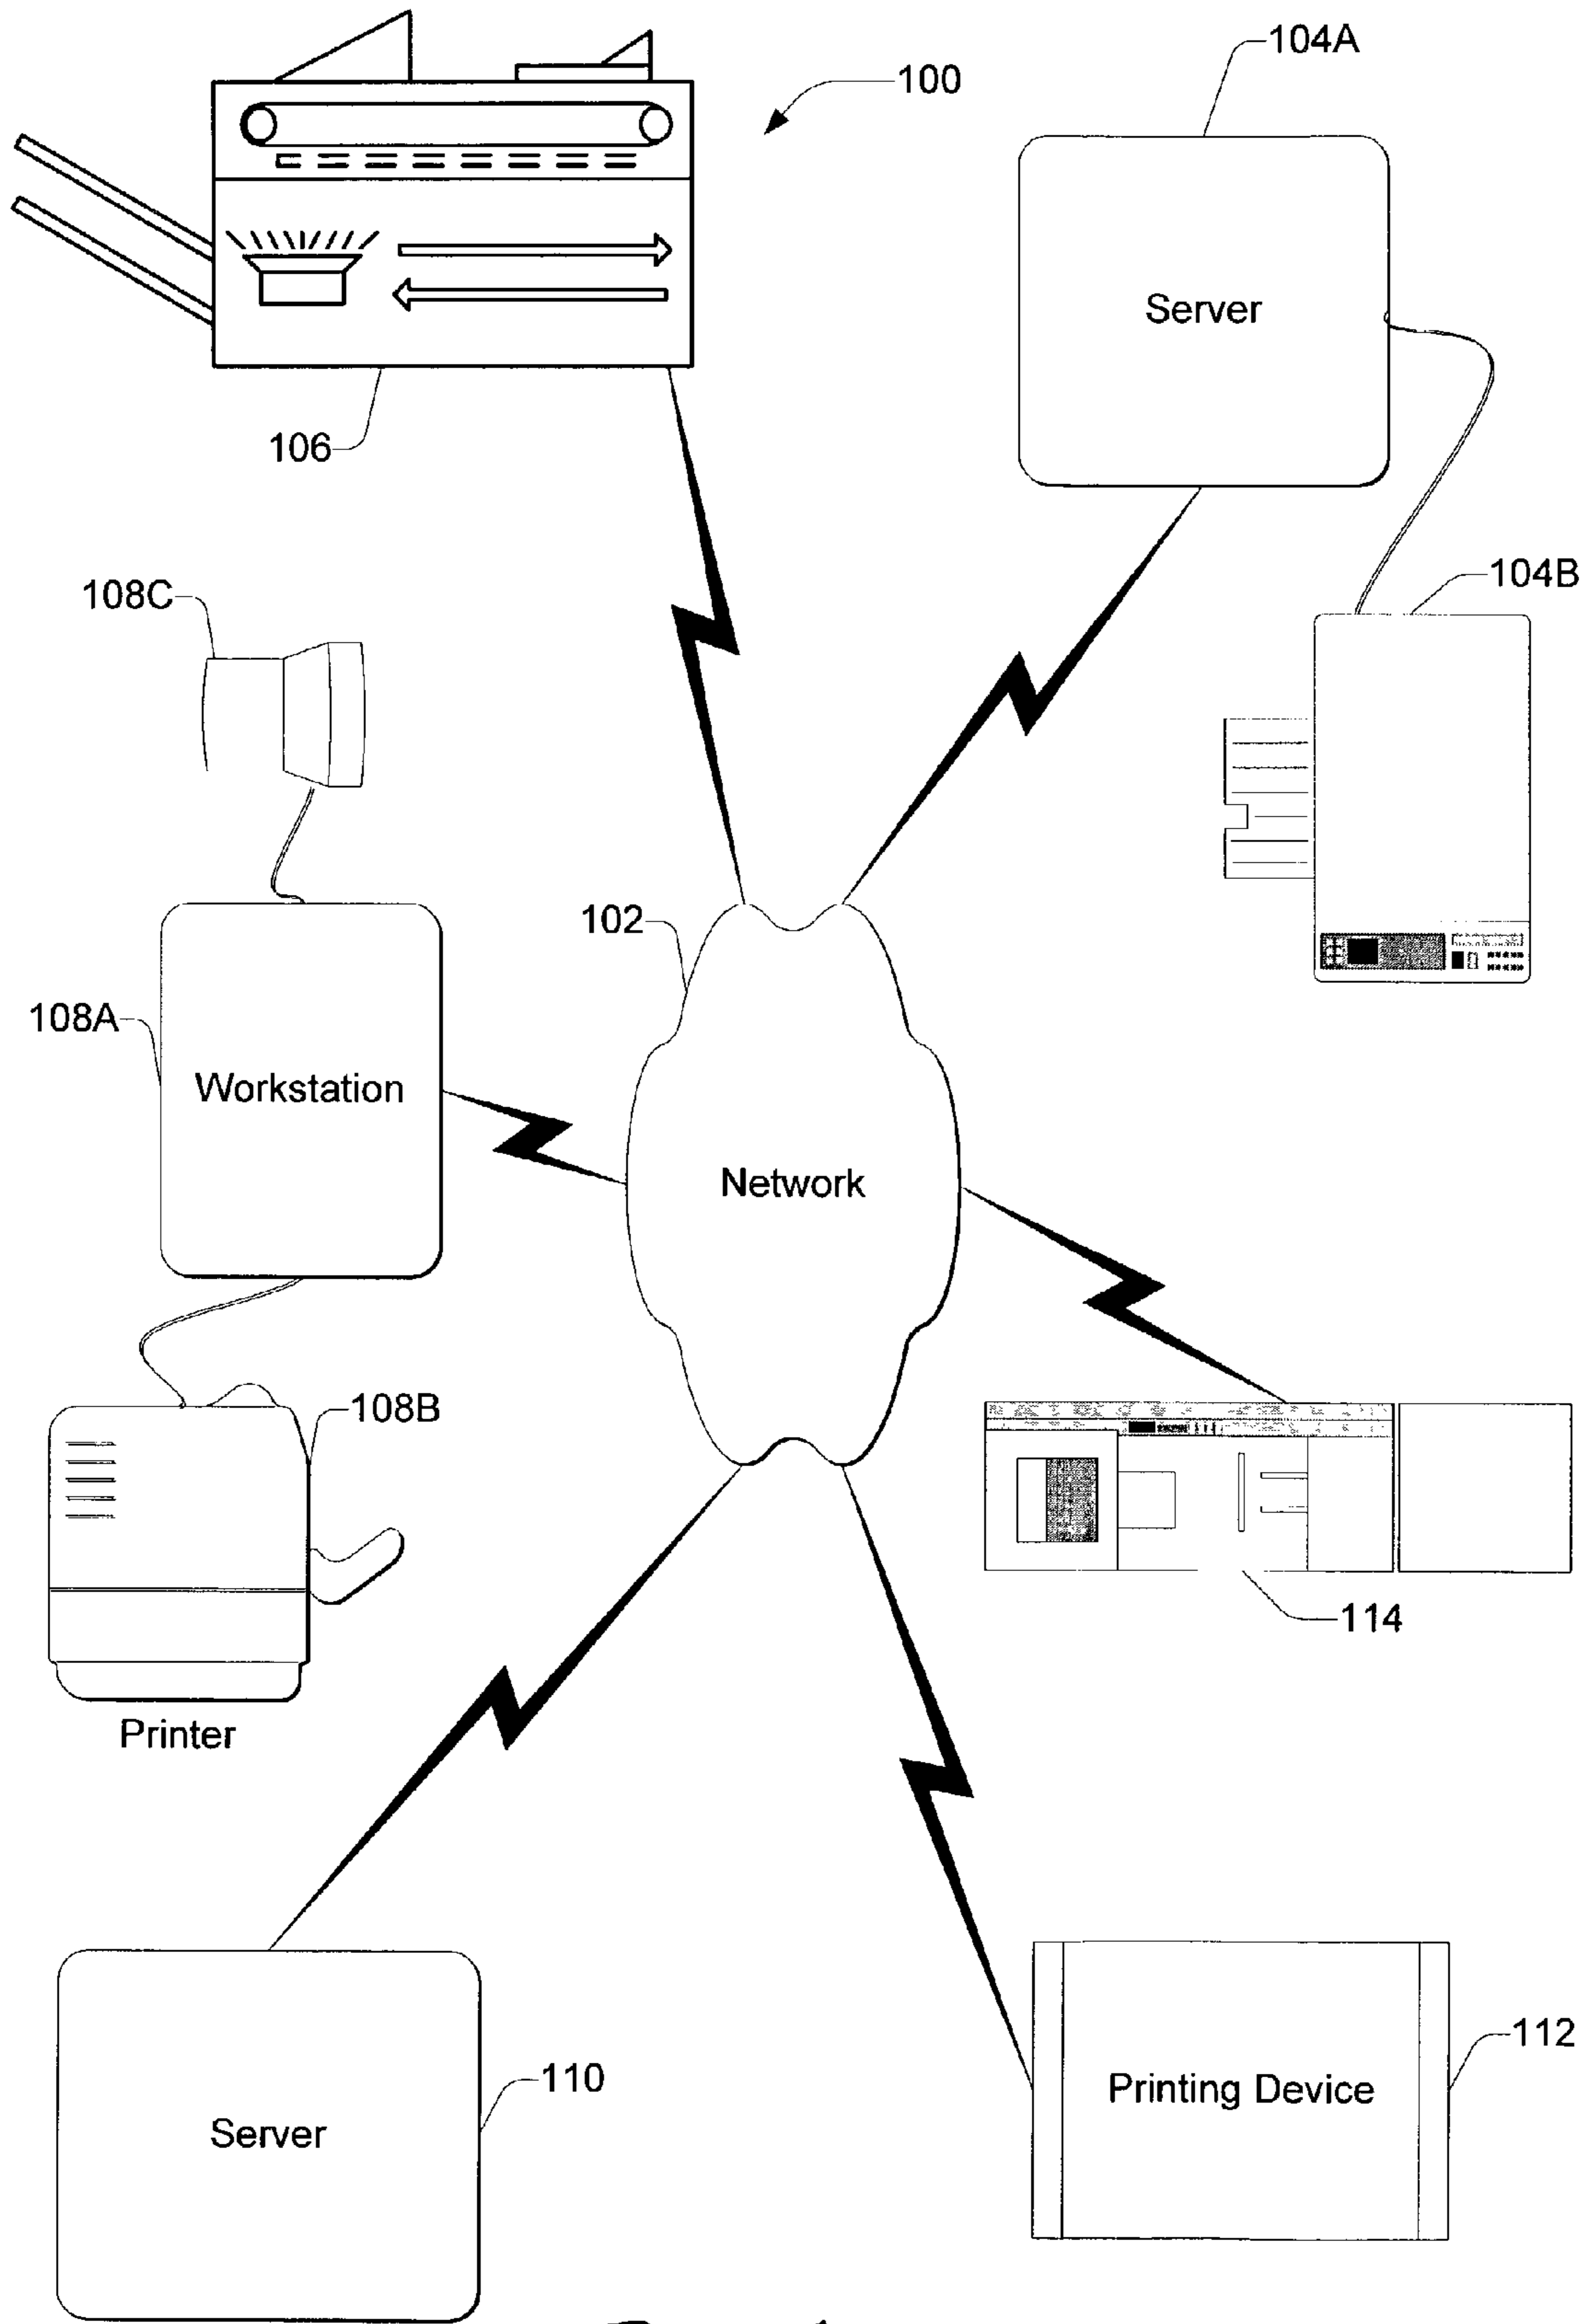 104A
100
Server
106
104B
108C
102
108A
Workstation
Network
108B
114
Printer
112
Printing Device
110
Server